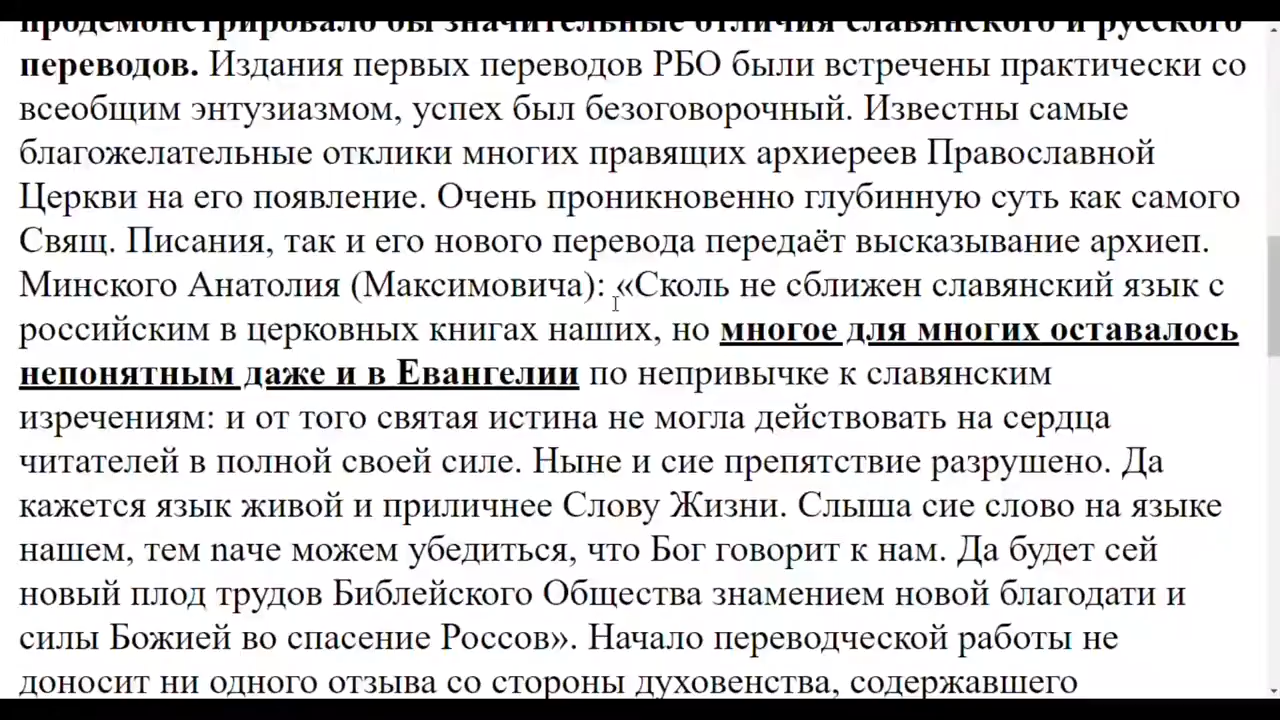 продемонстрировало бы значительные отличия славянского и русского
переводов. Издания первых переводов РБО были встречены практически со
всеобщим энтузиазмом, успех был безоговорочный. Известны самые
благожелательные отклики многих правящих архиереев Православной
Церкви на его появление. Очень проникновенно глубинную суть как самого
Свящ. Писания, так и его нового перевода передаёт высказывание архиеп.
Минского Анатолия (Максимовича): «Сколь не сближен славянский язык с
российским в церковных книгах наших, но многое для многих оставалось
непонятным даже и в Евангелии по непривычке к славянским
изречениям: и от того святая истина не могла действовать на сердца
читателей в полной своей силе. Ныне и сие препятствие разрушено. Да
кажется язык живой и приличнее Слову Жизни. Слыша сие слово на языке
нашем, тем паче можем убедиться, что Бог говорит к нам. Да будет сей
новый плод трудов Библейского Общества знамением новой благодати и
силы Божией во спасение Россов». Начало переводческой работы не
доносит ни одного отзыва со стороны духовенства, содержавшего